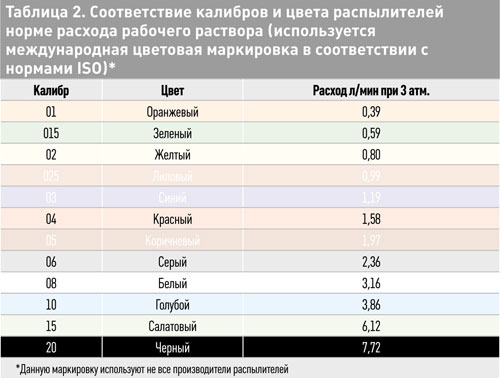 Таблица 2. Соответствие калибров и цвета распылителей
норме расхода рабочего раствора (используется
международная цветовая маркировка в соответствии с
нормами ISO)*
Калибр Цвет Расход л/мин при 3 атм.
01 Оранжевый 0,39
015 Зеленый 0,59
02 Желтый 0,80
025 Лиловый 0,99
03 Синий 1,19
04 Красный 1,58
05 Коричневый 1,97
06 Серый 2,36
08 Белый 3,16
10 Голубой 3,86
15 Салатовый 6,12
20 Черный 7,72
*Данную маркировку используют не все производители распылителей